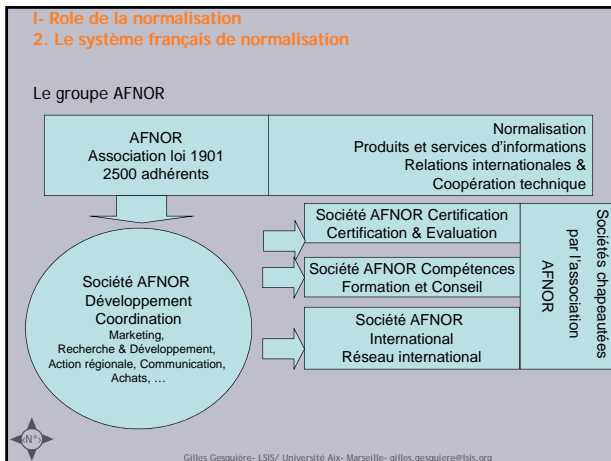 I- Role de la normalisation
2. Le système français de normalisation
Le groupe AFNOR
AFNOR
Association loi 1901
2500 adhérents
Normalisation
Produits et services d'informations
Relations internationales &
Coopération technique
Société AFNOR
Développement
Coordination
Marketing,
Recherche & Développement,
Action régionale, Communication,
Achats, …
Société AFNOR Certification
Certification & Evaluation
Société AFNOR Compétences
Formation et Conseil
Société AFNOR
International
Réseau international
Sociétés chapeautées
par l'association
AFNOR
‹N°›
Gilles Gesquière- LSIS/ Université Aix- Marseille- gilles.gesquiere@lsis.org